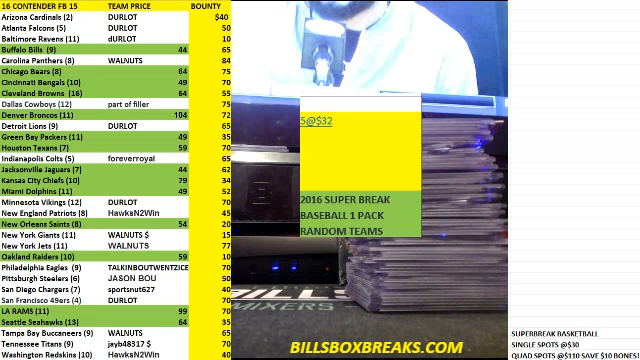 16 CONTENDER FB 15 TEAM PRICE BOUNTY
Arizona Cardinals (2) DURLOT $40
Atlanta Falcons (5) DURLOT 50
Baltimore Ravens (11) dURLOT 10
Buffalo Bills (9) 44 65
Carolina Panthers (8) WALNUTS 84
Chicago Bears (8) 64 75
Cincinnati Bengals (10) 49 70
Cleveland Browns (16) 64 55
Dallas Cowboys (12) part of filler 75
Denver Broncos (11) 104 72
Detroit Lions (9) DURLOT 65
Green Bay Packers (11) 49 35
Houston Texans (7) 59 70
Indianapolis Colts (5) foreverroyal 65
Jacksonville Jaguars (7) 44 62
Kansas City Chiefs (10) 79 34
Miami Dolphins (11) 49 52
Minnesota Vikings (12) DURLOT 70
New England Patriots (8) HawksN2Win 45
New Orleans Saints (8) 54 20
New York Giants (11) WALNUTS $ 15
New York Jets (11) WALNUTS 77
Oakland Raiders (10) 59 10
Philadelphia Eagles (9) TALKINBOUTWENTZICE 70
Pittsburgh Steelers (6) JASON BOU 50
San Diego Chargers (7) sportsnut627 40
San Francisco 49ers (4) DURLOT 70
LA RAMS (11) 99 70
Seattle Seahawks (13) 64 35
Tampa Bay Buccaneers (9) WALNUTS 65
Tennessee Titans (9) jayb48317 $ 70
Washington Redskins (10) HawksN2Win 40
5@$32
2016 SUPER BREAK
BASEBALL 1 PACK
RANDOM TEAMS
MIXERS
BILLSBOXBREAKS.COM
SUPERBREAK BASKETBALL
SINGLE SPOTS @$30
QUAD SPOTS @$110 SAVE $10 BONES!